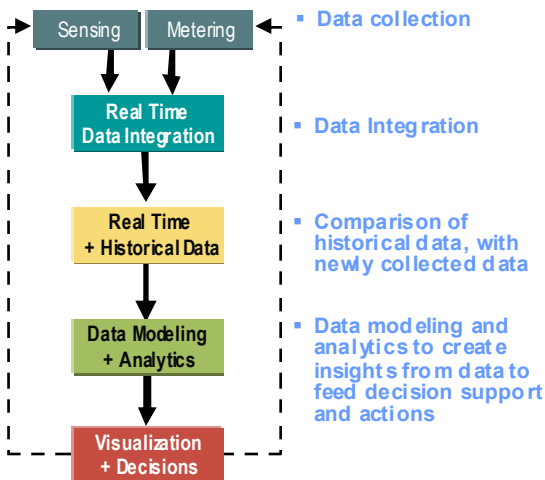 Sensing
Metering
▪ Data collection
Real Time
Data Integration
▪ Data Integration
Real Time
+ Historical Data
▪ Comparison of
historical data, with
newly collected data
Data Modeling
+ Analytics
▪ Data modeling and
analytics to create
insights from data to
feed decision support
and actions
Visualization
+ Decisions